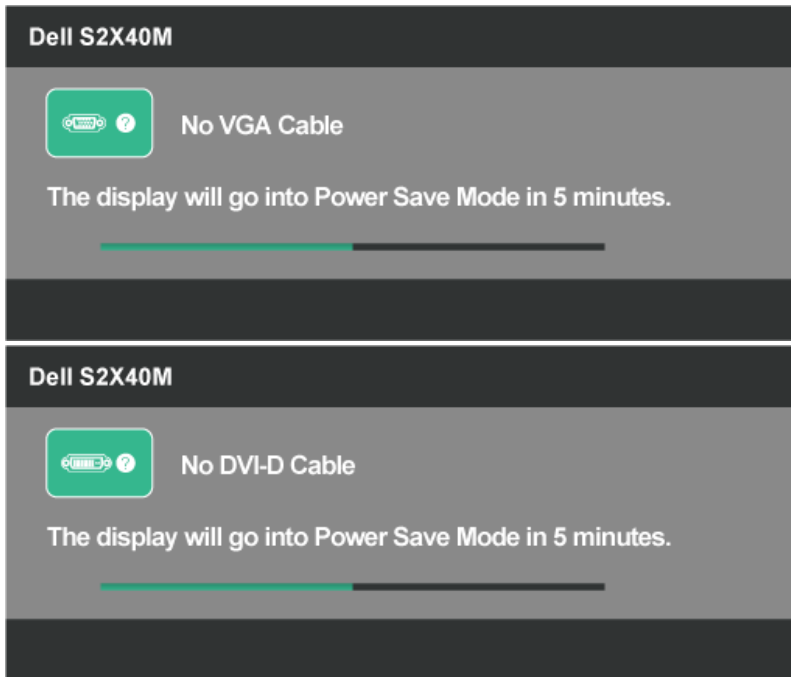 Dell S2X40M
? No VGA Cable
The display will go into Power Save Mode in 5 minutes.
Dell S2X40M
? No DVI-D Cable
The display will go into Power Save Mode in 5 minutes.